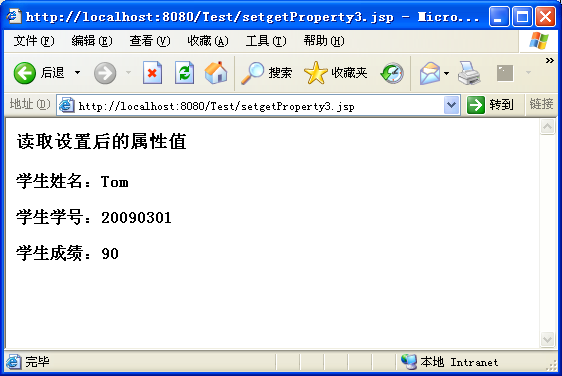 http://localhost:8080/Test/setgetProperty3.jsp - Micro...
文件(F) 编辑(E) 查看(V) 收藏(A) 工具(T) 帮助(H)
后退 搜索 收藏夹 »
地址(D) http://localhost:8080/Test/setgetProperty3.jsp 转到 链接
读取设置后的属性值
学生姓名：Tom
学生学号：20090301
学生成绩：90
完毕 本地 Intranet